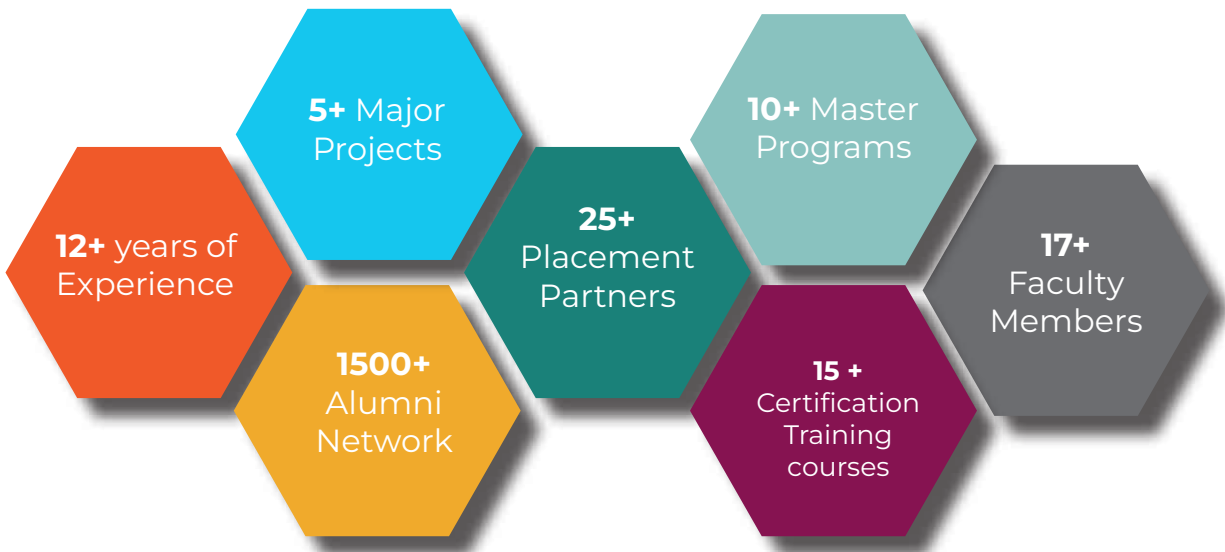 5+ Major
Projects
10+ Master
Programs
12+ years of
Experience
25+
Placement
Partners
17+
Faculty
Members
1500+
Alumni
Network
15 +
Certification
Training
courses